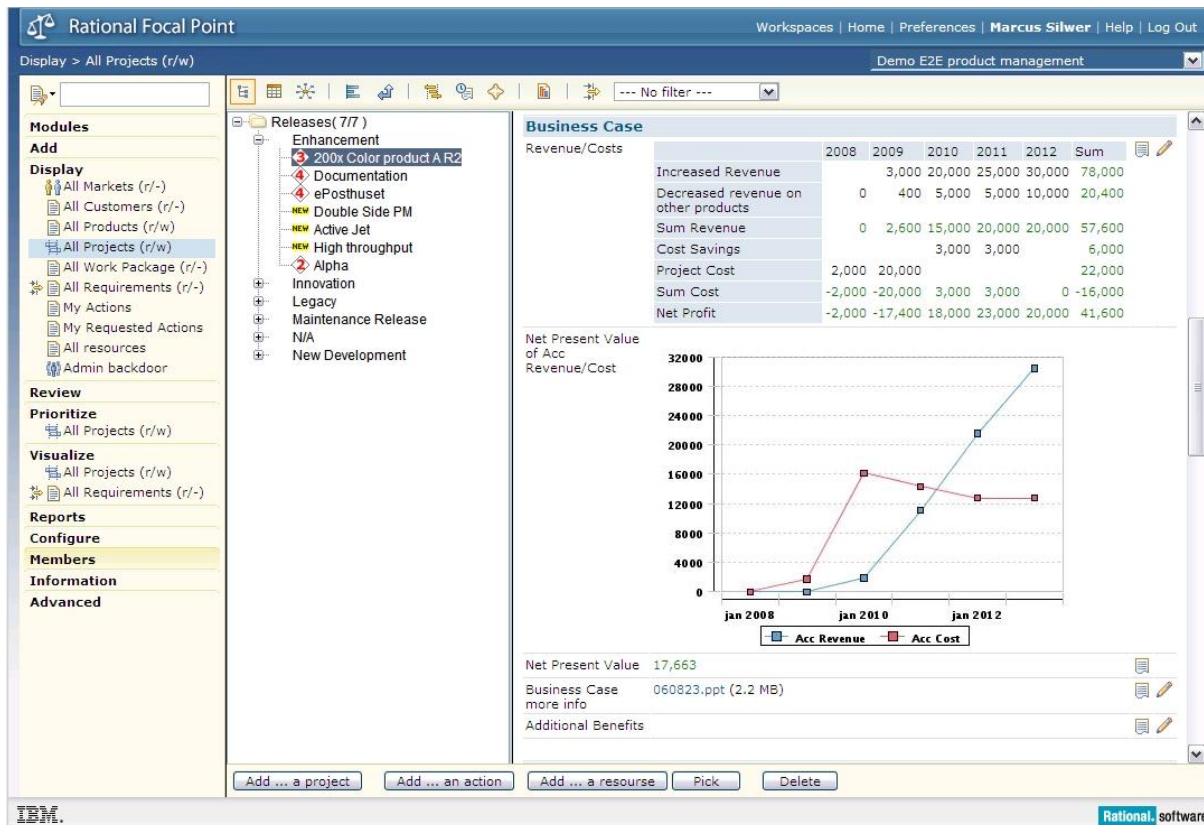 Rational Focal Point
Workspaces | Home | Preferences | Marcus Silwer | Help | Log Out
Display > All Projects (r/w)
Demo E2E product management
--- No filter ---
Modules
Add
Display
All Markets (r/-)
All Customers (r/-)
All Products (r/w)
All Projects (r/w)
All Work Package (r/-)
All Requirements (r/-)
My Actions
My Requested Actions
All resources
Admin backdoor
Review
Prioritize
All Projects (r/w)
Visualize
All Projects (r/w)
All Requirements (r/-)
Reports
Configure
Members
Information
Advanced
Releases( 7/7 )
Enhancement
3 200x Color product A R2
4 Documentation
4 ePosthuset
NEW Double Side PM
NEW Active Jet
NEW High throughput
2 Alpha
Innovation
Legacy
Maintenance Release
N/A
New Development
Business Case
Revenue/Costs
2008 2009 2010 2011 2012 Sum
Increased Revenue 3,000 20,000 25,000 30,000 78,000
Decreased revenue on
other products 0 400 5,000 5,000 10,000 20,400
Sum Revenue 0 2,600 15,000 20,000 20,000 57,600
Cost Savings 3,000 3,000 6,000
Project Cost 2,000 20,000 22,000
Sum Cost -2,000 -20,000 3,000 3,000 0 -16,000
Net Profit -2,000 -17,400 18,000 23,000 20,000 41,600
Net Present Value
of Acc
Revenue/Cost
32000
28000
24000
20000
16000
12000
8000
4000
0
jan 2008 jan 2010 jan 2012
Acc Revenue Acc Cost
Net Present Value 17,663
Business Case
more info
060823.ppt (2.2 MB)
Additional Benefits
Add ... a project
Add ... an action
Add ... a resourse
Pick
Delete
IBM.
Rational. software